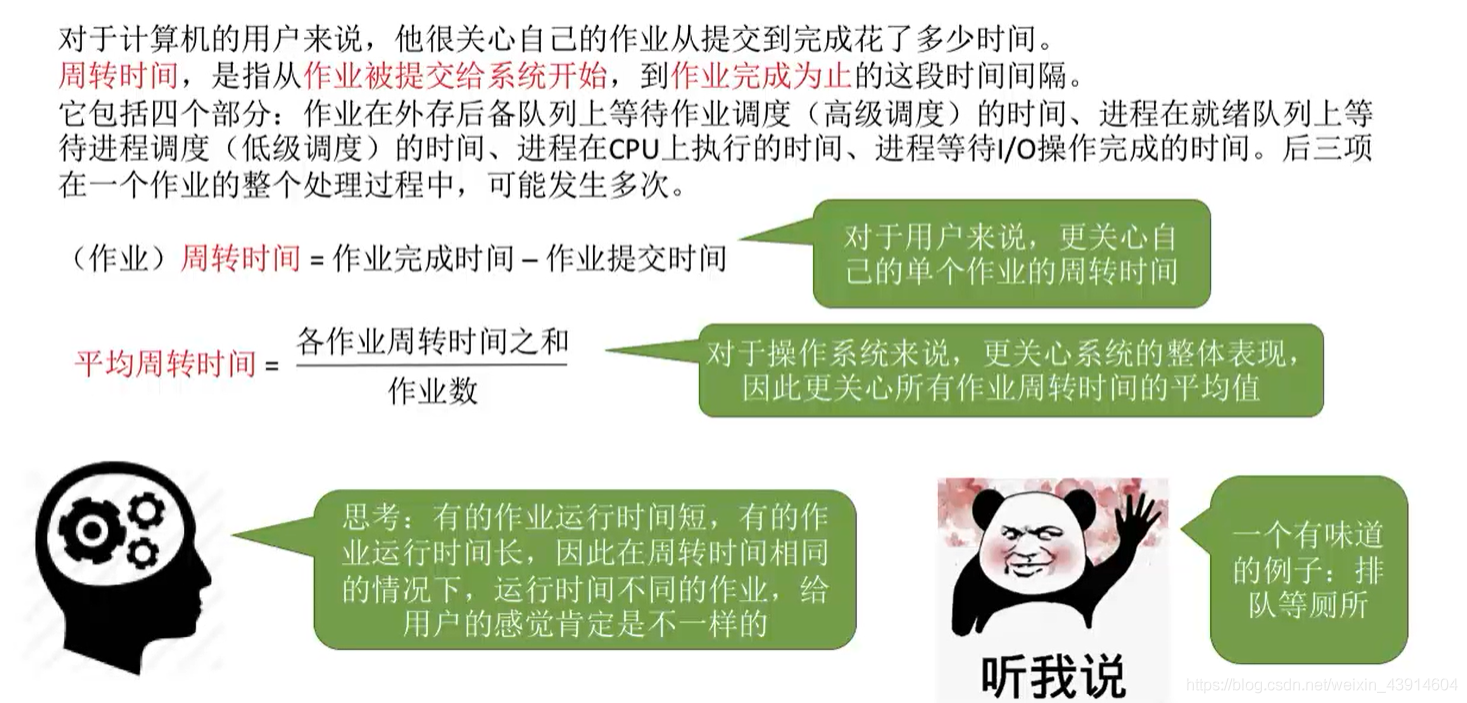 对于计算机的用户来说，他很关心自己的作业从提交到完成花了多少时间。
周转时间，是指从作业被提交给系统开始，到作业完成为止的这段时间间隔。
它包括四个部分：作业在外存后备队列上等待作业调度（高级调度）的时间、进程在就绪队列上等
待进程调度（低级调度）的时间、进程在CPU上执行的时间、进程等待I/O操作完成的时间。后三项
在一个作业的整个处理过程中，可能发生多次。
对于用户来说，更关心自
己的单个作业的周转时间
（作业）周转时间 = 作业完成时间 – 作业提交时间
平均周转时间 =
各作业周转时间之和
作业数
对于操作系统来说，更关心系统的整体表现，
因此更关心所有作业周转时间的平均值
思考：有的作业运行时间短，有的作
业运行时间长，因此在周转时间相同
的情况下，运行时间不同的作业，给
用户的感觉肯定是不一样的
一个有味道
的例子：排
队等厕所
听我说
https://blog.csdn.net/weixin_43914604